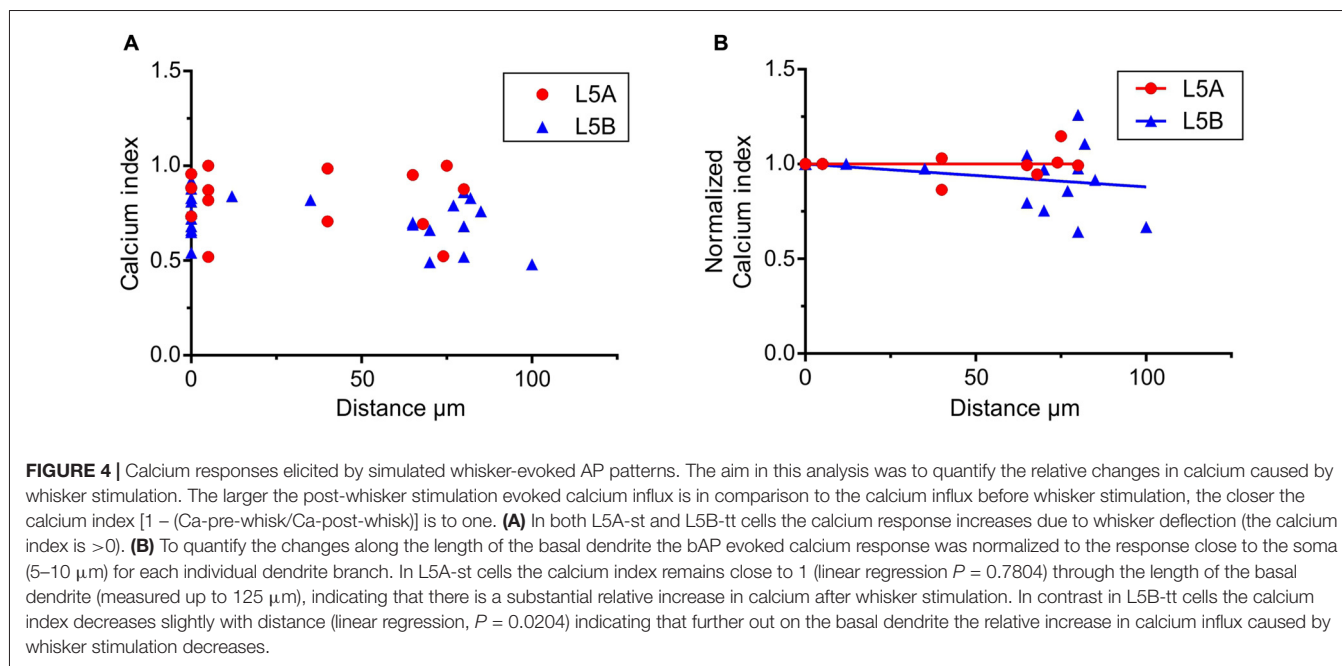 A
1.5
1.0
0.5
0.0
Calcium index
0
50
100
Distance μm
L5A
L5B
B
1.5
1.0
0.5
0.0
Normalized
Calcium index
0
50
100
Distance μm
L5A
L5B
FIGURE 4 | Calcium responses elicited by simulated whisker-evoked AP patterns. The aim in this analysis was to quantify the relative changes in calcium caused by
whisker stimulation. The larger the post-whisker stimulation evoked calcium influx is in comparison to the calcium influx before whisker stimulation, the closer the
calcium index [1 – (Ca-pre-whisk/Ca-post-whisk)] is to one. (A) In both L5A-st and L5B-tt cells the calcium response increases due to whisker deflection (the calcium
index is >0). (B) To quantify the changes along the length of the basal dendrite the bAP evoked calcium response was normalized to the response close to the soma
(5–10 μm) for each individual dendrite branch. In L5A-st cells the calcium index remains close to 1 (linear regression P = 0.7804) through the length of the basal
dendrite (measured up to 125 μm), indicating that there is a substantial relative increase in calcium after whisker stimulation. In contrast in L5B-tt cells the calcium
index decreases slightly with distance (linear regression, P = 0.0204) indicating that further out on the basal dendrite the relative increase in calcium influx caused by
whisker stimulation decreases.